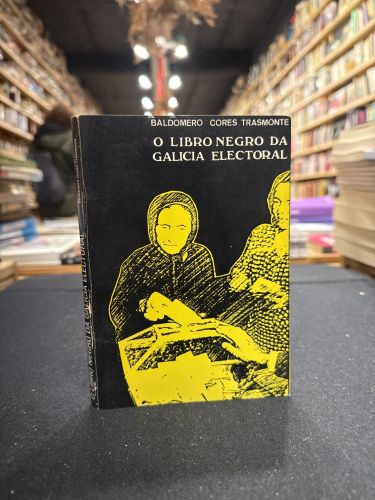 BALDOMERO CORES TRASMONTE
O LIBRO NEGRO DA
GALICIA ELECTORAL